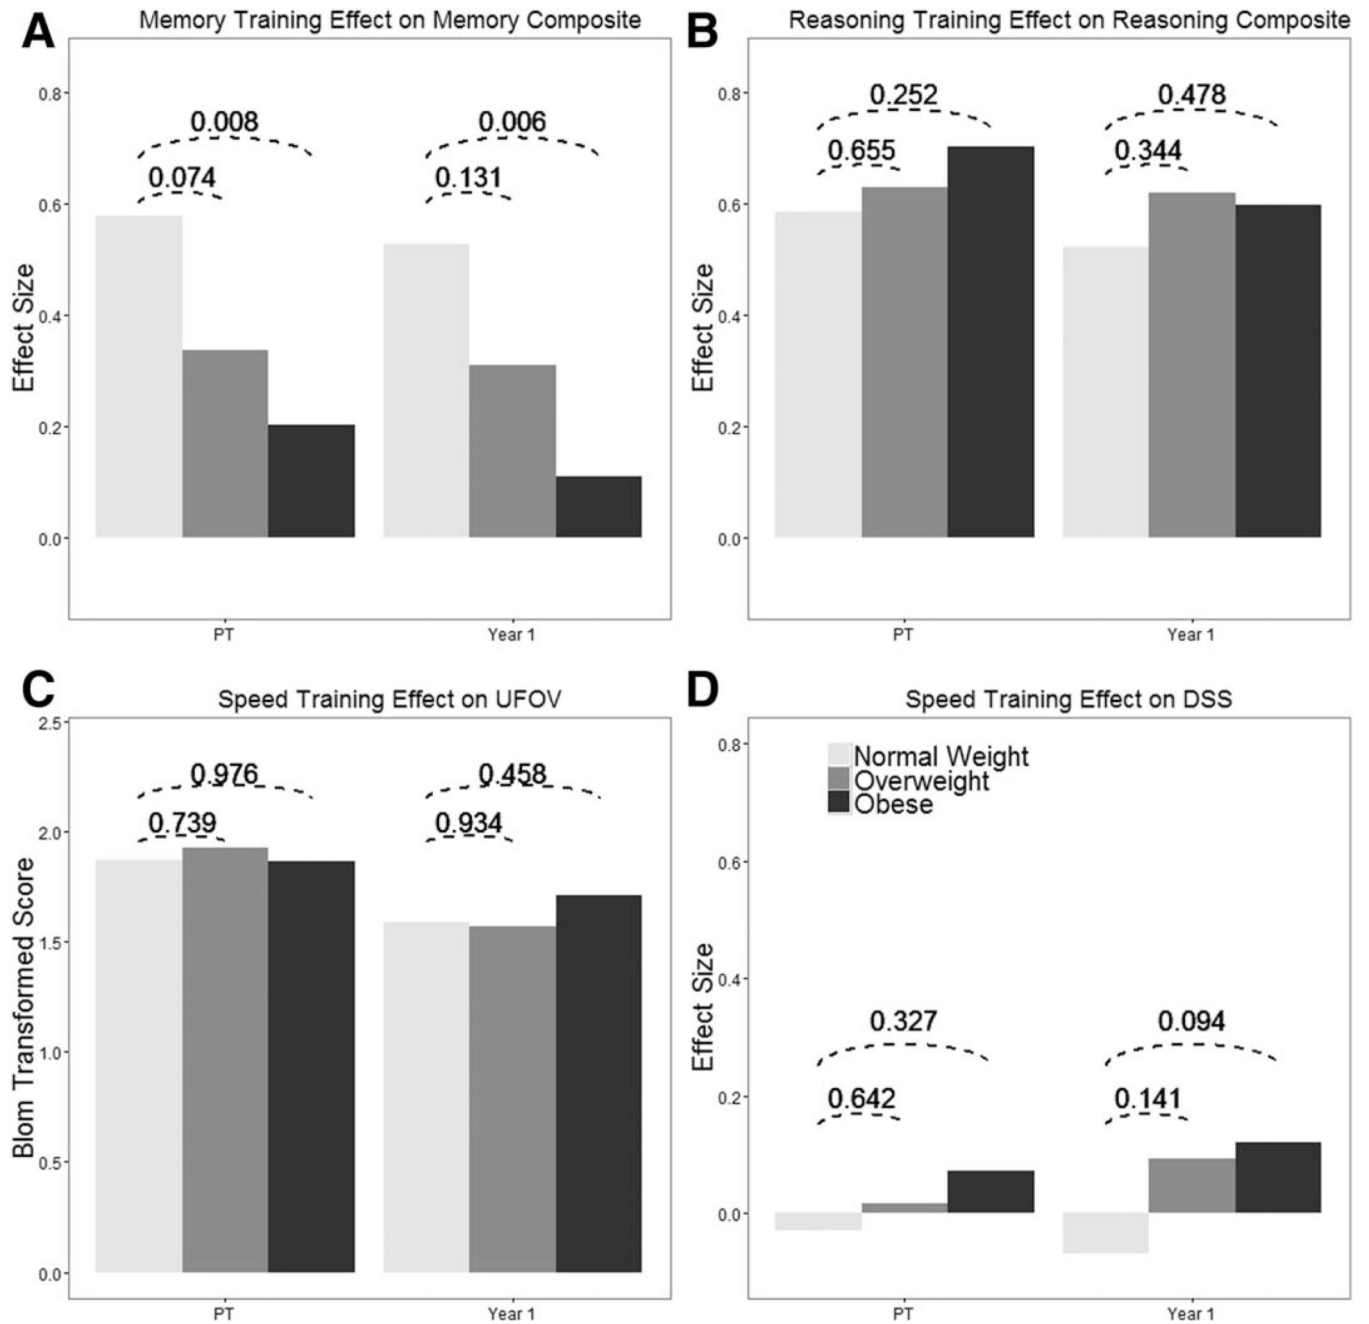 A
Memory Training Effect on Memory Composite
Effect Size
0.8
0.6
0.4
0.2
0.0
0.008
0.074
0.006
0.131
PT
Year 1
B
Reasoning Training Effect on Reasoning Composite
Effect Size
0.8
0.6
0.4
0.2
0.0
0.252
0.655
0.478
0.344
PT
Year 1
C
Speed Training Effect on UFOV
Blom Transformed Score
2.5
2.0
1.5
1.0
0.5
0.0
0.976
0.739
0.458
0.934
PT
Year 1
D
Speed Training Effect on DSS
Effect Size
0.8
0.6
0.4
0.2
0.0
Normal Weight
Overweight
Obese
0.327
0.642
0.094
0.141
PT
Year 1